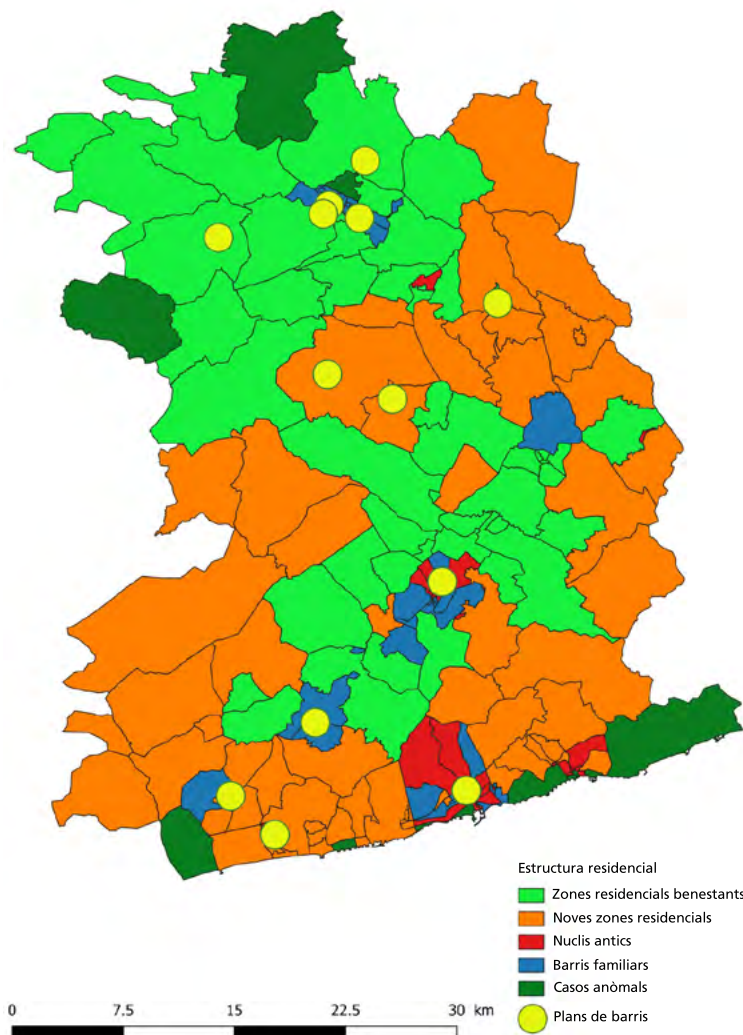 Estructura residencial
Zones residencials benestants
Noves zones residencials
Nuclis antics
Barris familiars
Casos anòmals
Plans de barris
0 7.5 15 22.5 30 km